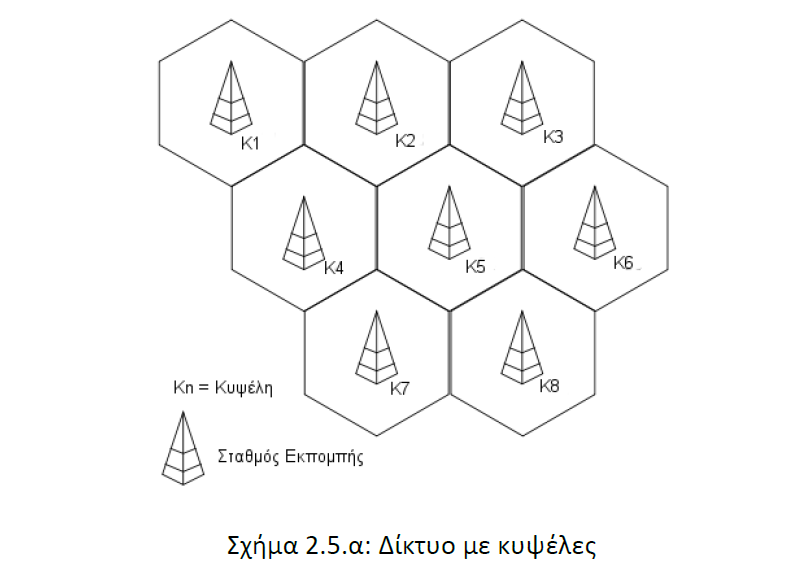 K1
K2
K3
K4
K5
K6
K7
K8
Kn = Κυψέλη
Σταθμός Εκπομπής
Σχήμα 2.5.α: Δίκτυο με κυψέλες